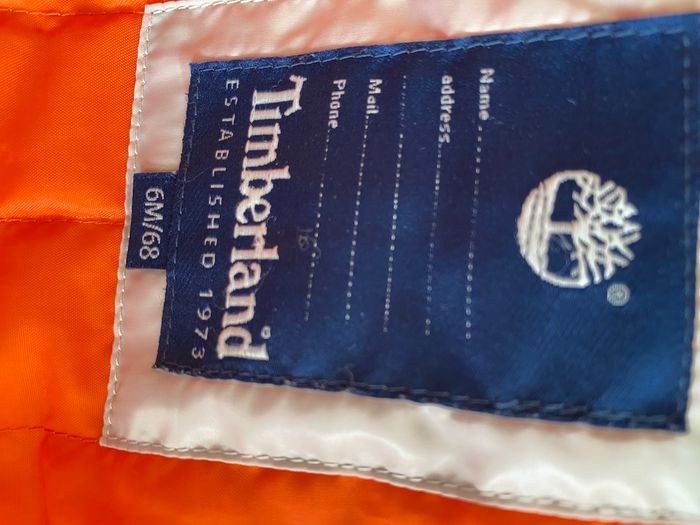 ®
Name
address
Mail
Phone
Timberland
ESTABLISHED 1973
6M/68